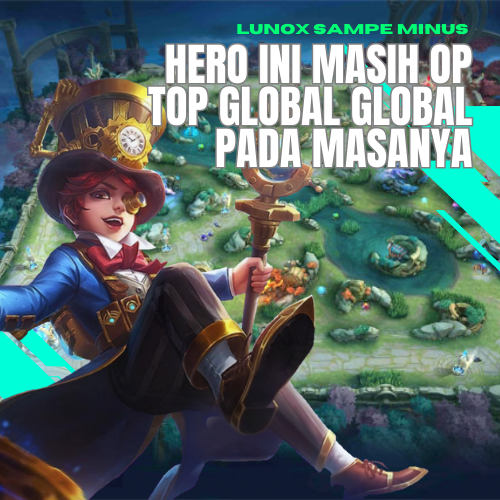 LUNOX SAMPE MINUS
HERO INI MASIH OP
TOP GLOBAL GLOBAL
PADA MASANYA